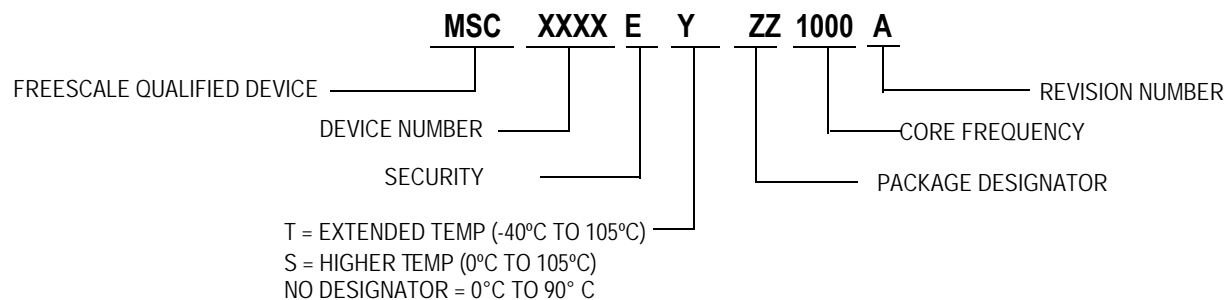 MSC XXXX E Y ZZ 1000 A
FREESCALE QUALIFIED DEVICE
REVISION NUMBER
DEVICE NUMBER
CORE FREQUENCY
SECURITY
PACKAGE DESIGNATOR
T = EXTENDED TEMP (-40ºC TO 105ºC)
S = HIGHER TEMP (0ºC TO 105ºC)
NO DESIGNATOR = 0°C TO 90° C